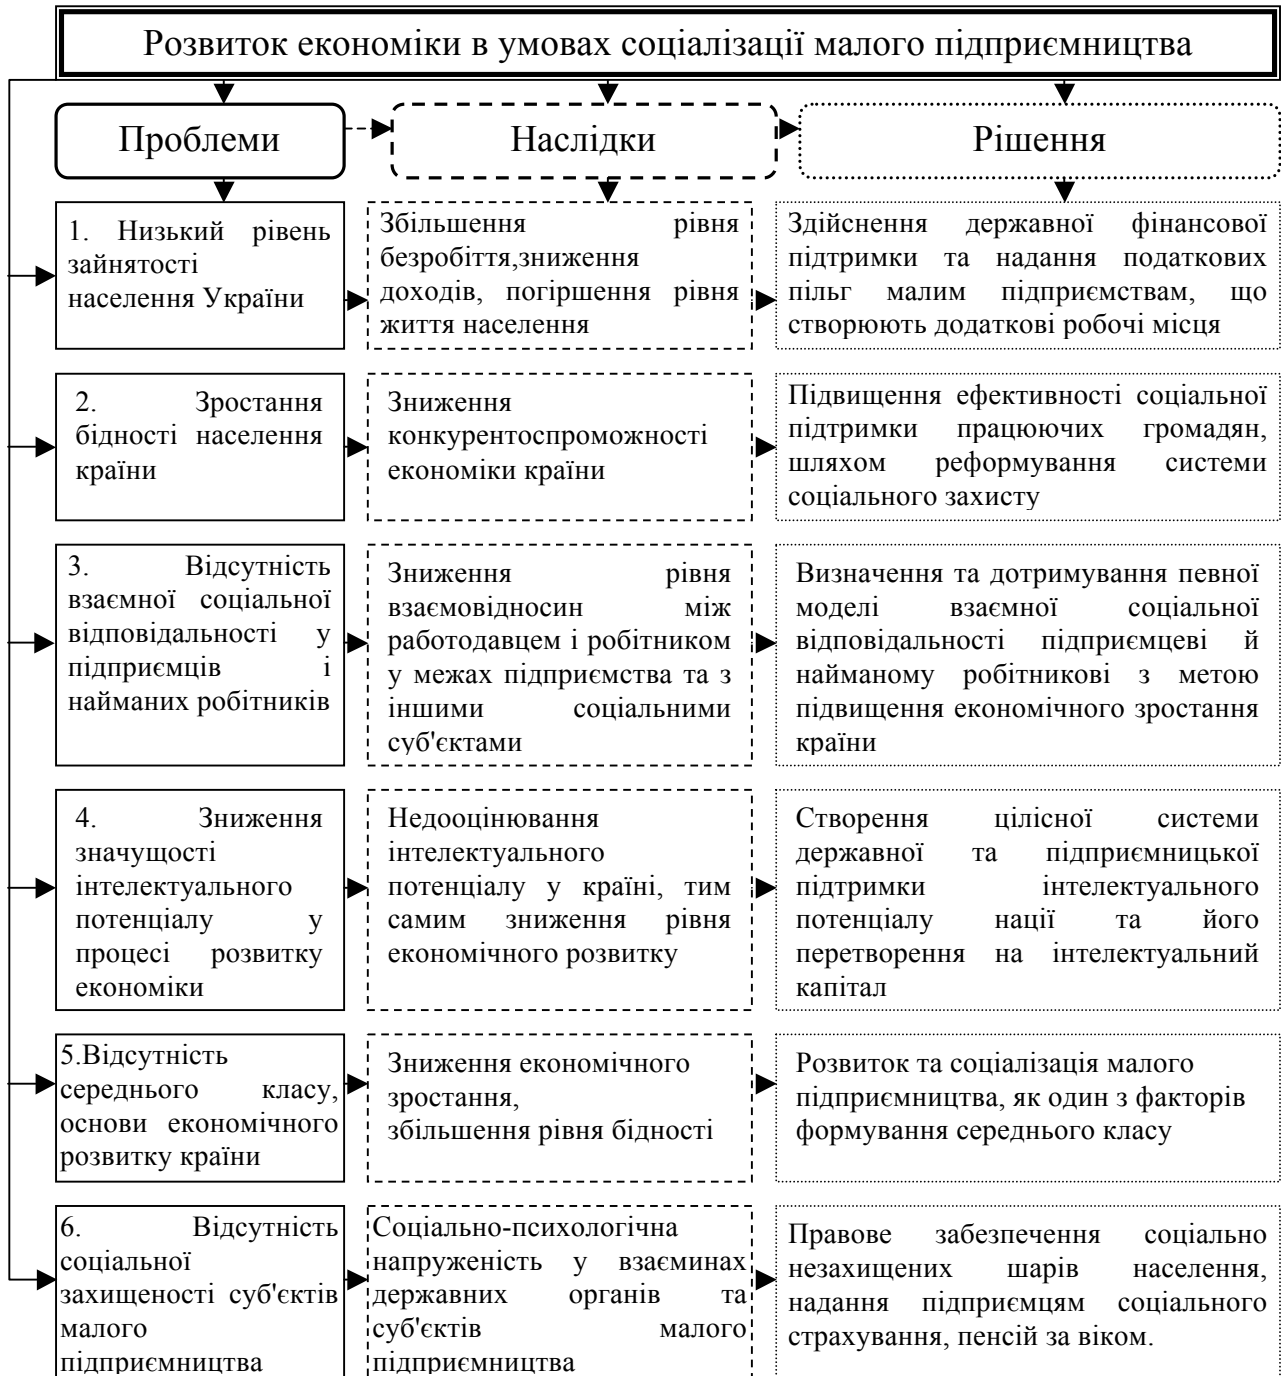 Розвиток економіки в умовах соціалізації малого підприємництва
Проблеми
Наслідки
Рішення
1. Низький рівень
зайнятості
населення України
Збільшення рівня
безробіття,зниження
доходів, погіршення рівня
життя населення
Здійснення державної фінансової
підтримки та надання податкових
пільг малим підприємствам, що
створюють додаткові робочі місця
2. Зростання
бідності населення
країни
Зниження
конкурентоспроможності
економіки країни
Підвищення ефективності соціальної
підтримки працюючих громадян,
шляхом реформування системи
соціального захисту
3. Відсутність
взаємної соціальної
відповідальності у
підприємців і
найманих робітників
Зниження рівня
взаємовідносин між
работодавцем і робітником
у межах підприємства та з
іншими соціальними
суб'єктами
Визначення та дотримування певної
моделі взаємної соціальної
відповідальності підприємцеві й
найманому робітникові з метою
підвищення економічного зростання
країни
4. Зниження
значущості
інтелектуального
потенціалу у
процесі розвитку
економіки
Недооцінювання
інтелектуального
потенціалу у країні, тим
самим зниження рівня
економічного розвитку
Створення цілісної системи
державної та підприємницької
підтримки інтелектуального
потенціалу нації та його
перетворення на інтелектуальний
капітал
5.Відсутність
середнього класу,
основи економічного
розвитку країни
Зниження економічного
зростання,
збільшення рівня бідності
Розвиток та соціалізація малого
підприємництва, як один з факторів
формування середнього класу
6. Відсутність
соціальної
захищеності суб'єктів
малого
підприємництва
Соціально-психологічна
напруженість у взаєминах
державних органів та
суб'єктів малого
підприємництва
Правове забезпечення соціально
незахищених шарів населення,
надання підприємцям соціального
страхування, пенсій за віком.